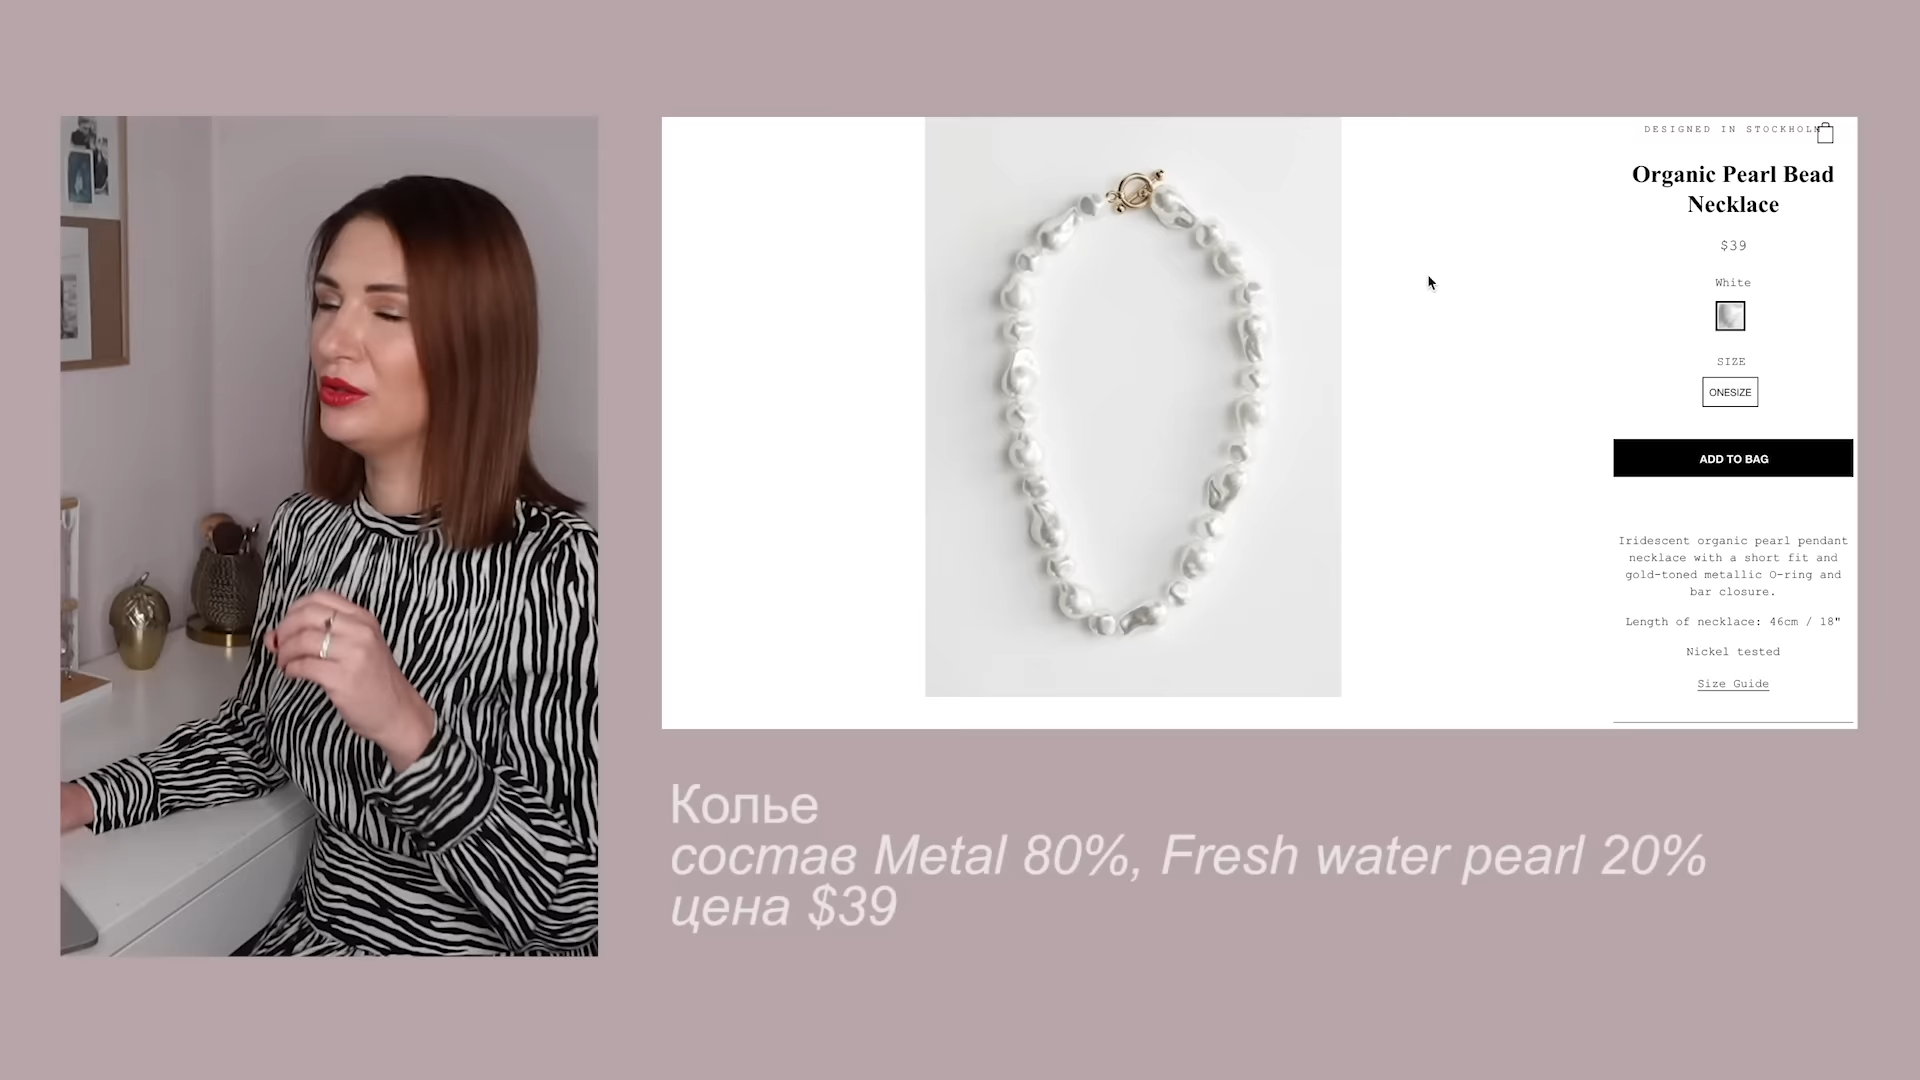 DESIGNED IN STOCKHOLM
Organic Pearl Bead
Necklace
$39
White
SIZE
ONESIZE
ADD TO BAG
Iridescent organic pearl pendant
necklace with a short fit and
gold-toned metallic O-ring and
bar closure.
Length of necklace: 46cm / 18"
Nickel tested
Size Guide
Колье
состав Metal 80%, Fresh water pearl 20%
цена $39